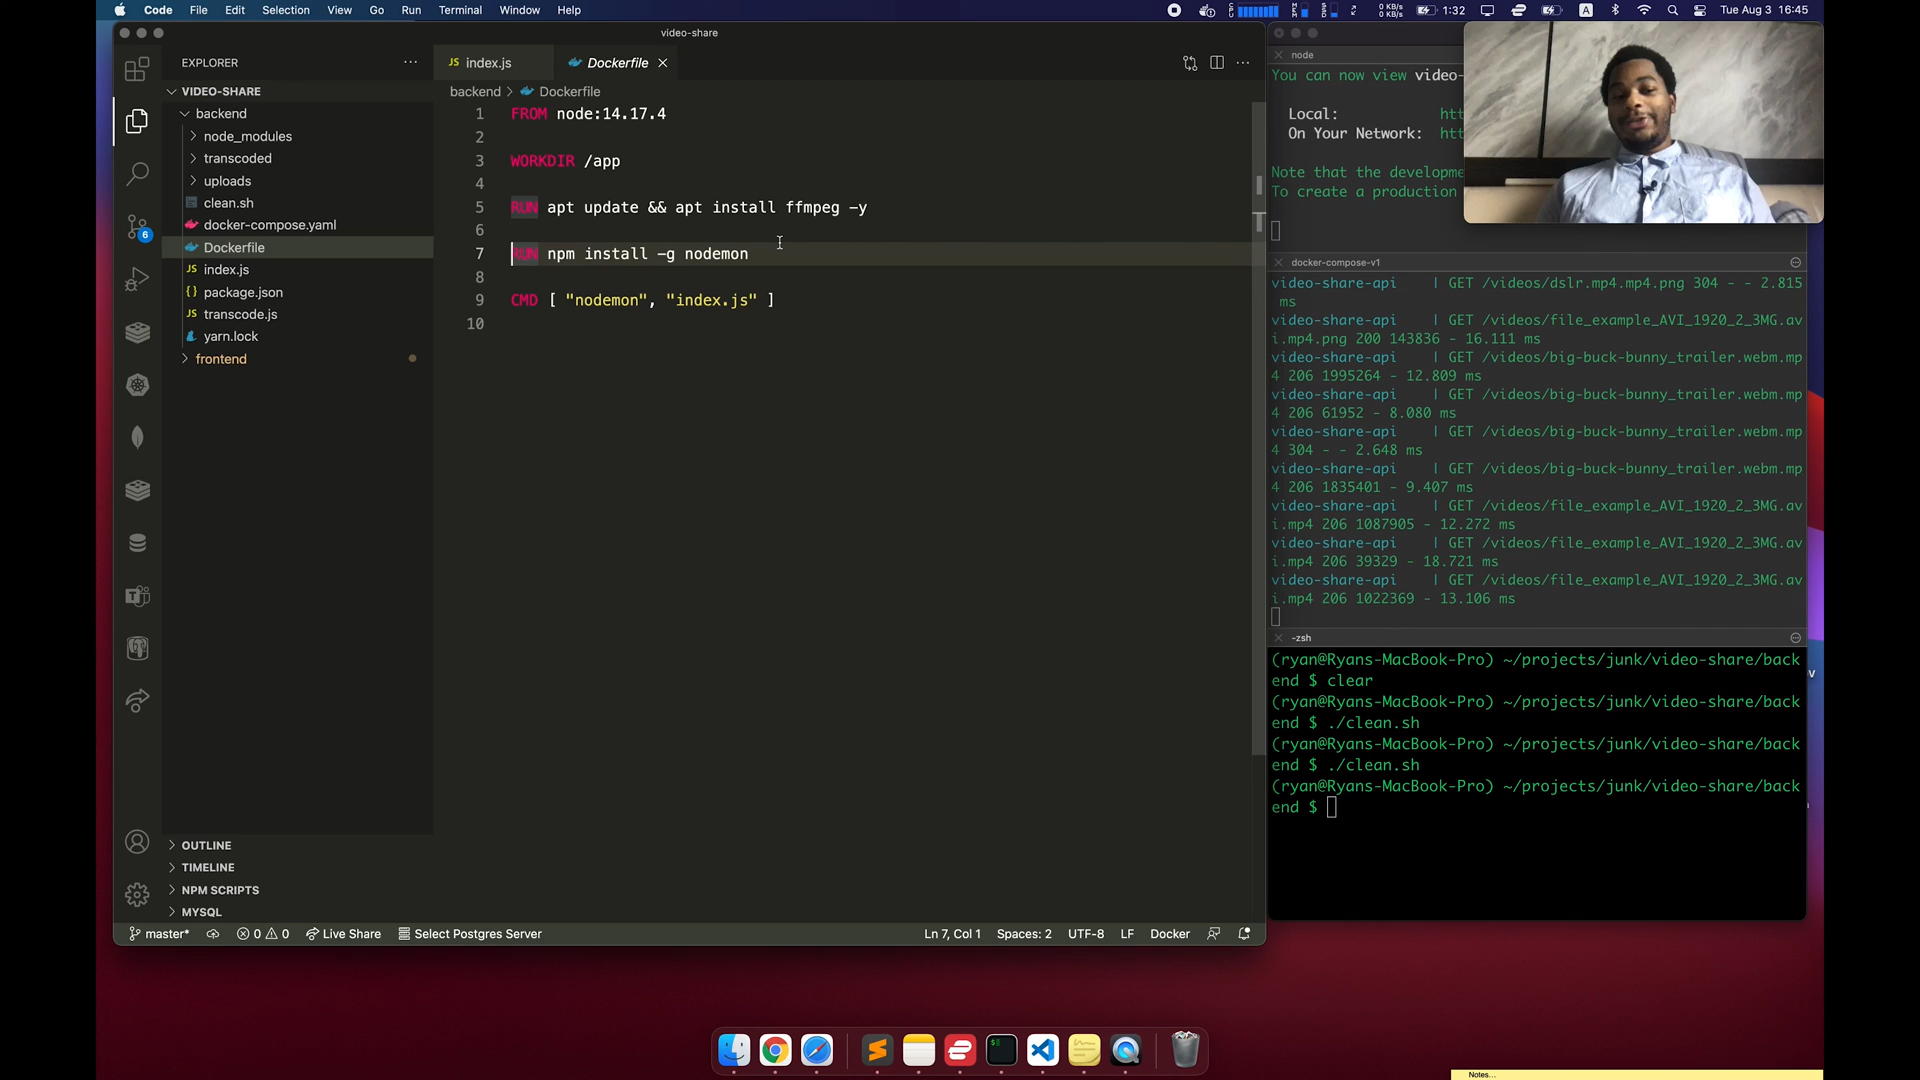 Code File Edit Selection View Go Run Terminal Window Help
0 KB/s
0 KB/s
1:32
A
Tue Aug 3 16:45
video-share
EXPLORER
JS index.js
Dockerfile
VIDEO-SHARE
backend
node_modules
transcoded
uploads
clean.sh
docker-compose.yaml
Dockerfile
JS index.js
{} package.json
JS transcode.js
yarn.lock
frontend
6
OUTLINE
TIMELINE
NPM SCRIPTS
MYSQL
backend > Dockerfile
1 FROM node:14.17.4
2
3 WORKDIR /app
4
5 RUN apt update && apt install ffmpeg -y
6
7 RUN npm install -g nodemon
8
9 CMD [ "nodemon", "index.js" ]
10
master*
0 0
Live Share
Select Postgres Server
Ln 7, Col 1
Spaces: 2
UTF-8
LF
Docker
node
You can now view video-
Local: htt
On Your Network: htt
Note that the developme
To create a production
docker-compose-v1
video-share-api | GET /videos/dslr.mp4.mp4.png 304 - - 2.815
ms
video-share-api | GET /videos/file_example_AVI_1920_2_3MG.av
i.mp4.png 200 143836 - 16.111 ms
video-share-api | GET /videos/big-buck-bunny_trailer.webm.mp
4 206 1995264 - 12.809 ms
video-share-api | GET /videos/big-buck-bunny_trailer.webm.mp
4 206 61952 - 8.080 ms
video-share-api | GET /videos/big-buck-bunny_trailer.webm.mp
4 304 - - 2.648 ms
video-share-api | GET /videos/big-buck-bunny_trailer.webm.mp
4 206 1835401 - 9.407 ms
video-share-api | GET /videos/file_example_AVI_1920_2_3MG.av
i.mp4 206 1087905 - 12.272 ms
video-share-api | GET /videos/file_example_AVI_1920_2_3MG.av
i.mp4 206 39329 - 18.721 ms
video-share-api | GET /videos/file_example_AVI_1920_2_3MG.av
i.mp4 206 1022369 - 13.106 ms
-zsh
(ryan@Ryans-MacBook-Pro) ~/projects/junk/video-share/back
end $ clear
(ryan@Ryans-MacBook-Pro) ~/projects/junk/video-share/back
end $ ./clean.sh
(ryan@Ryans-MacBook-Pro) ~/projects/junk/video-share/back
end $ ./clean.sh
(ryan@Ryans-MacBook-Pro) ~/projects/junk/video-share/back
end $
Notes...